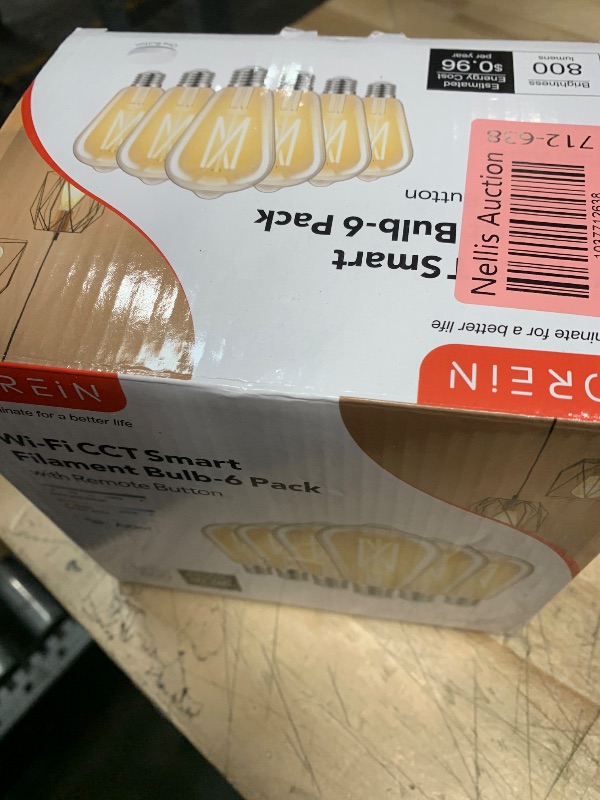 Brightness
800
lumens
Estimated
Energy Cost
$0.96
per year
utton
Smart
Bulb-6 Pack
712-638
Nellis Auction
1037712638
inate for a better life
OREiN
REiN
inate for a better life
Wi-Fi CCT Smart
Filament Bulb-6 Pack
with Remote Button